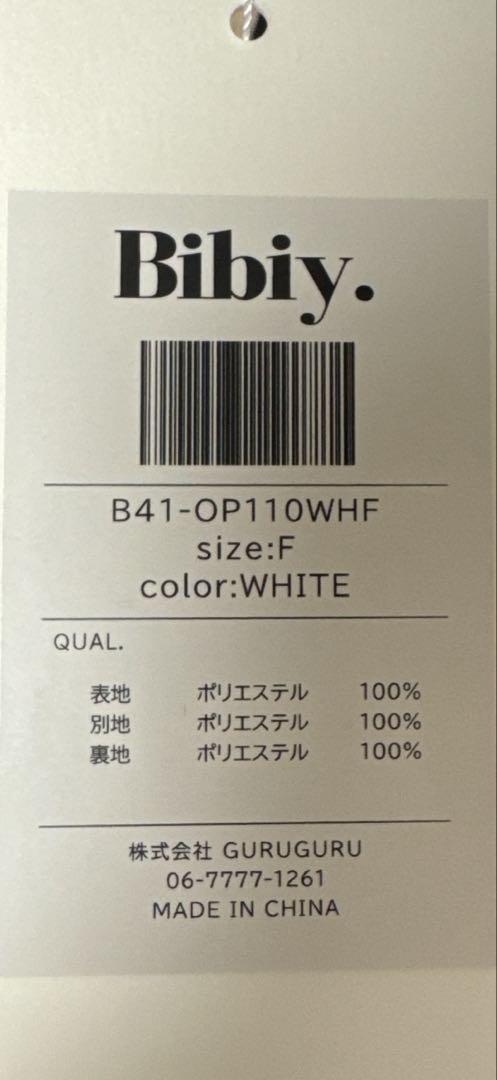 Bibiy.
B41-OP110WHF
size:F
color:WHITE
QUAL.
表地 ポリエステル 100%
別地 ポリエステル 100%
裏地 ポリエステル 100%
株式会社 GURUGURU
06-7777-1261
MADE IN CHINA